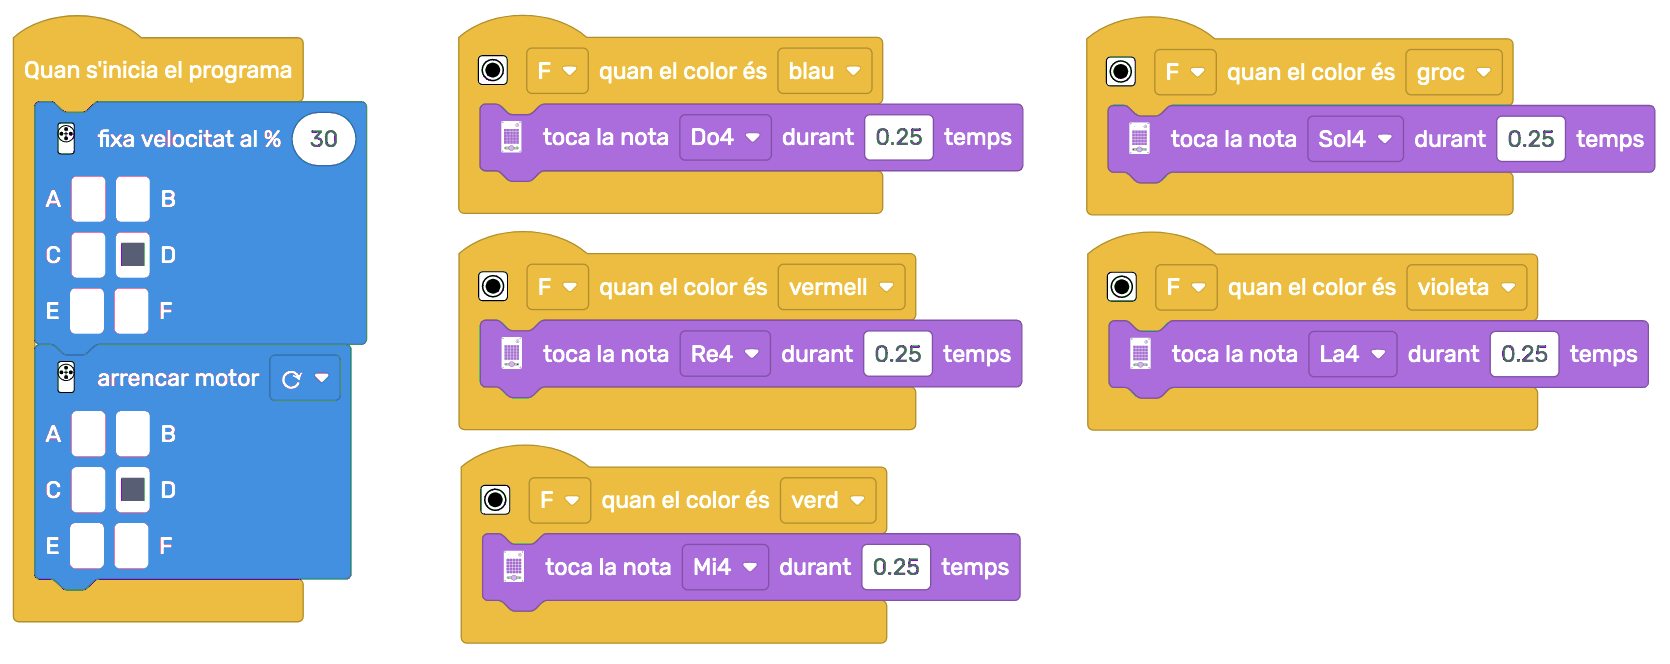 Quan s'inicia el programa
fixa velocitat al % 30
A B
C D
E F
arrencar motor
A B
C D
E F
F quan el color és blau
toca la nota Do4 durant 0.25 temps
F quan el color és vermell
toca la nota Re4 durant 0.25 temps
F quan el color és verd
toca la nota Mi4 durant 0.25 temps
F quan el color és groc
toca la nota Sol4 durant 0.25 temps
F quan el color és violeta
toca la nota La4 durant 0.25 temps